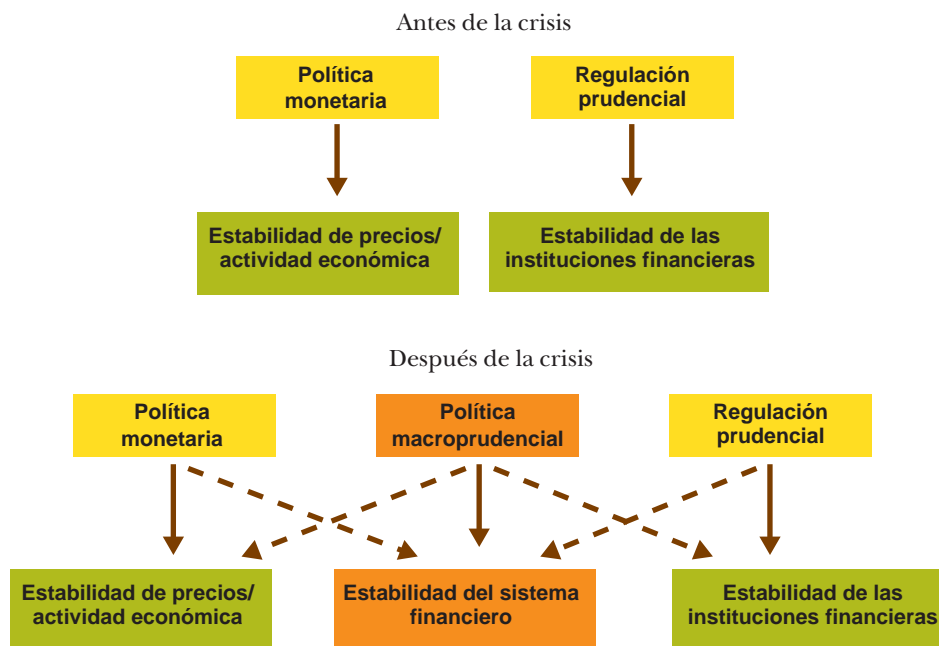 Antes de la crisis
Política
monetaria
Regulación
prudencial
Estabilidad de precios/
actividad económica
Estabilidad de las
instituciones financieras
Después de la crisis
Política
monetaria
Política
macroprudencial
Regulación
prudencial
Estabilidad de precios/
actividad económica
Estabilidad del sistema
financiero
Estabilidad de las
instituciones financieras